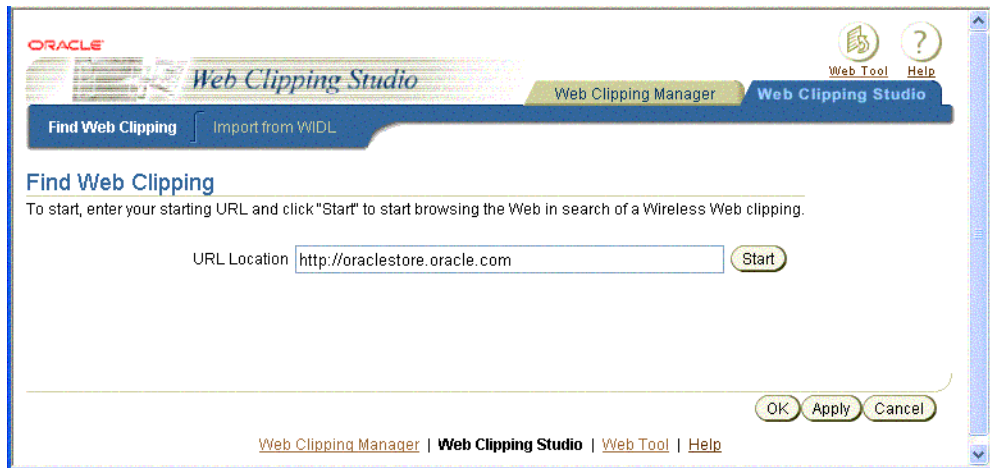 ORACLE
Web Clipping Studio
Web Tool
Help
Web Clipping Manager
Web Clipping Studio
Find Web Clipping
Import from WIDL
Find Web Clipping
To start, enter your starting URL and click "Start" to start browsing the Web in search of a Wireless Web clipping.
URL Location http://oraclestore.oracle.com Start
OK Apply Cancel
Web Clipping Manager | Web Clipping Studio | Web Tool | Help